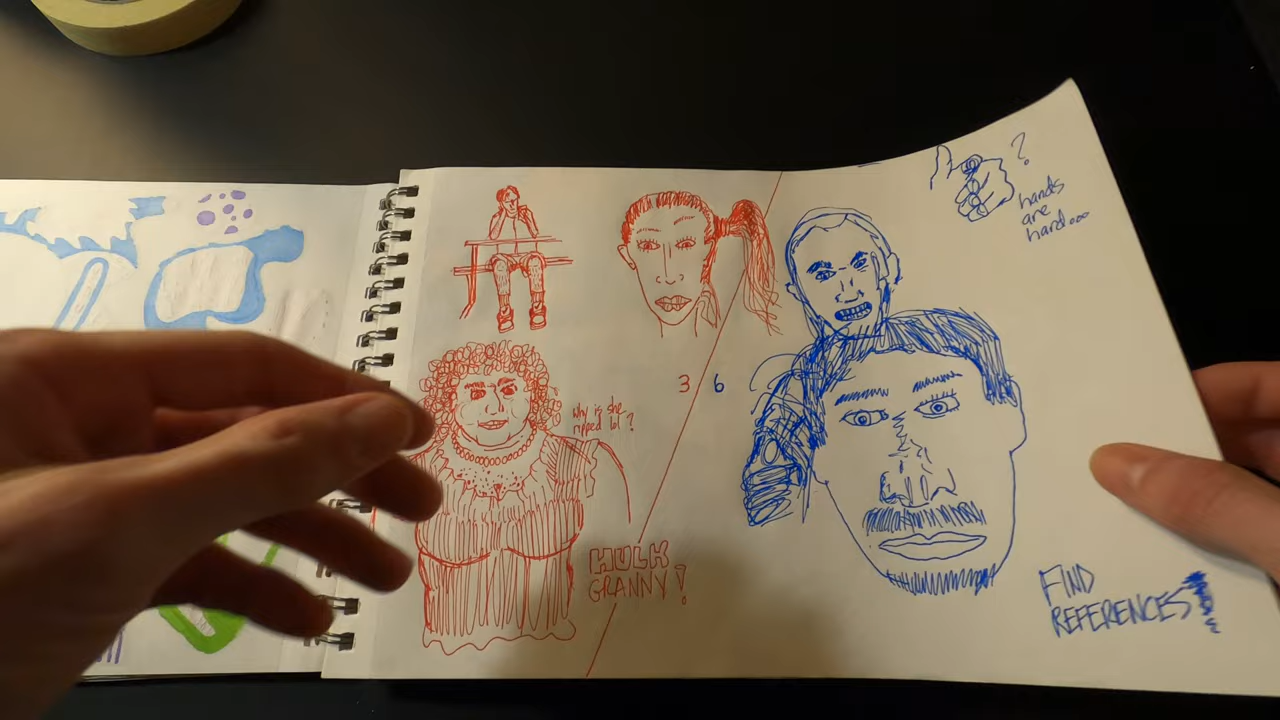 ?
hands
are
hard...
why is she
ripped lol ?
3
6
HULK
GRANNY!
FIND
REFERENCES